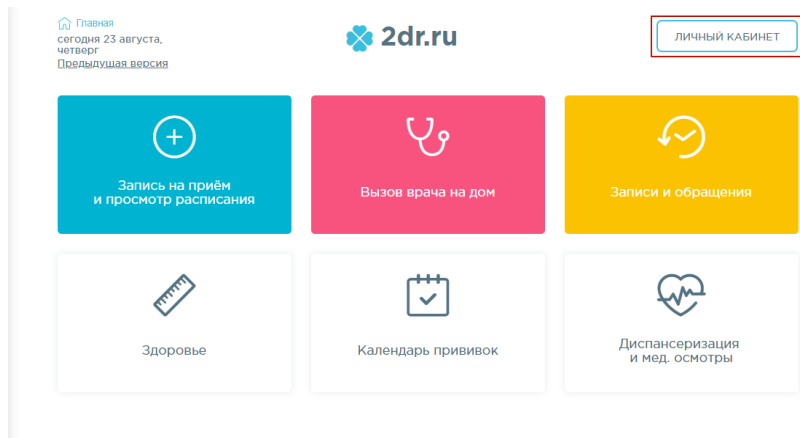 Главная
сегодня 23 августа,
четверг
Предыдущая версия
2dr.ru
ЛИЧНЫЙ КАБИНЕТ
Запись на приём
и просмотр расписания
Вызов врача на дом
Записи и обращения
Здоровье
Календарь прививок
Диспансеризация
и мед. осмотры